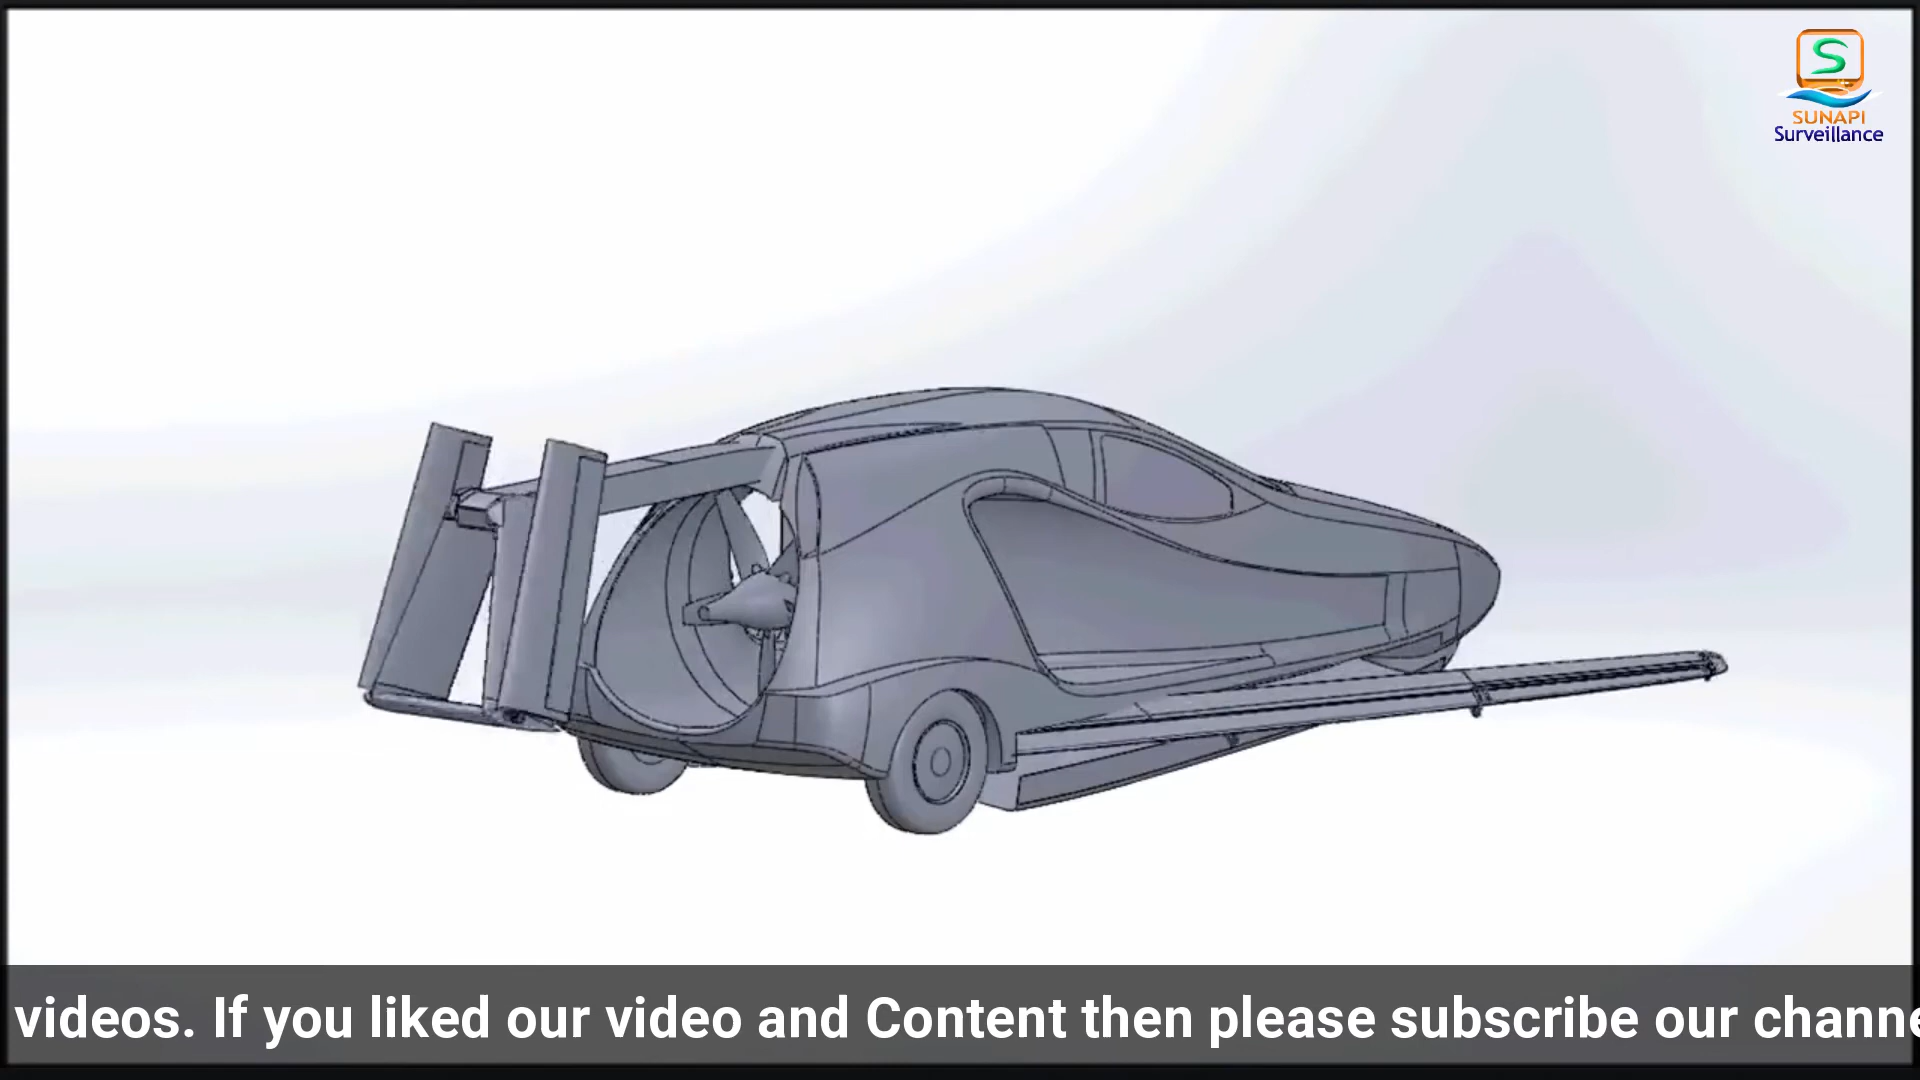 S
SUNAPI
Surveillance
videos. If you liked our video and Content then please subscribe our channe